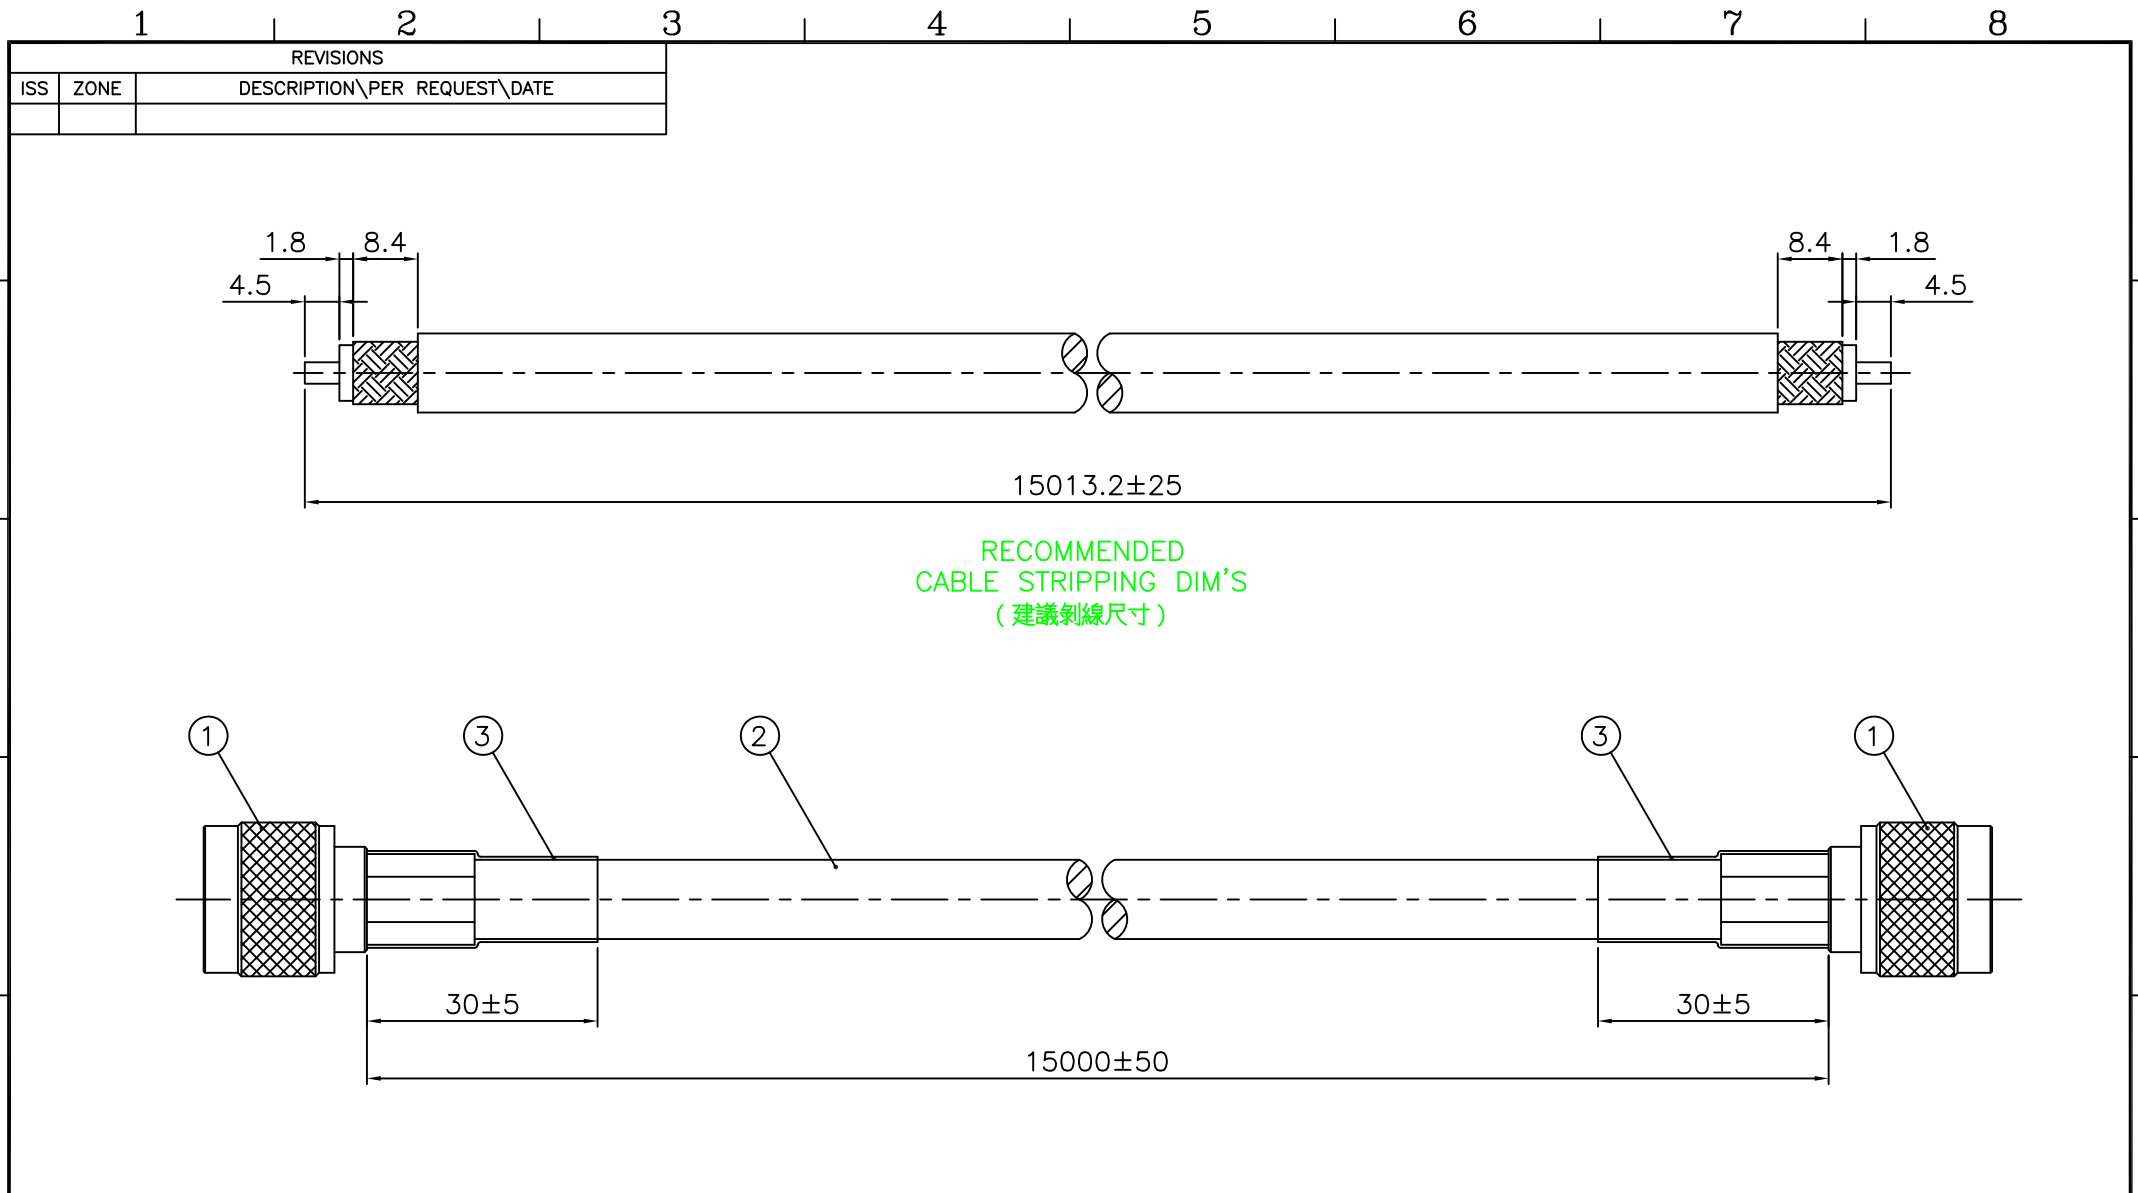 1 2 3 4 5 6 7 8
REVISIONS
ISS ZONE DESCRIPTION\PER REQUEST\DATE
1.8 8.4 8.4 1.8
4.5 4.5
15013.2±25
RECOMMENDED
CABLE STRIPPING DIM'S
(建議剝線尺寸)
1 3 2 3 1
30±5 30±5
15000±50